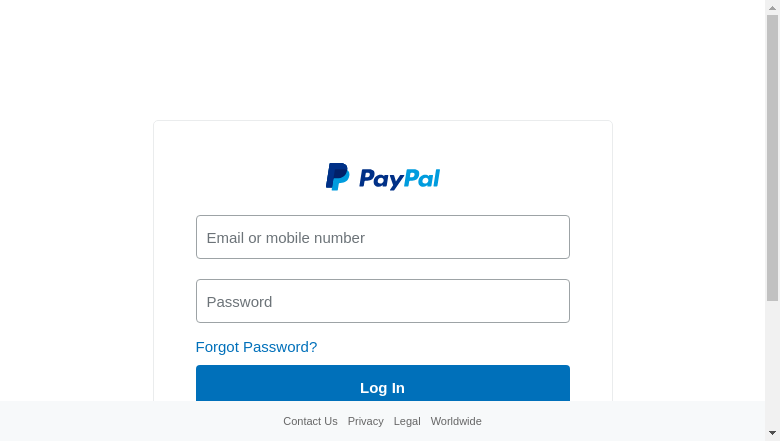 PayPal
Email or mobile number
Password
Forgot Password?
Log In
Contact Us Privacy Legal Worldwide